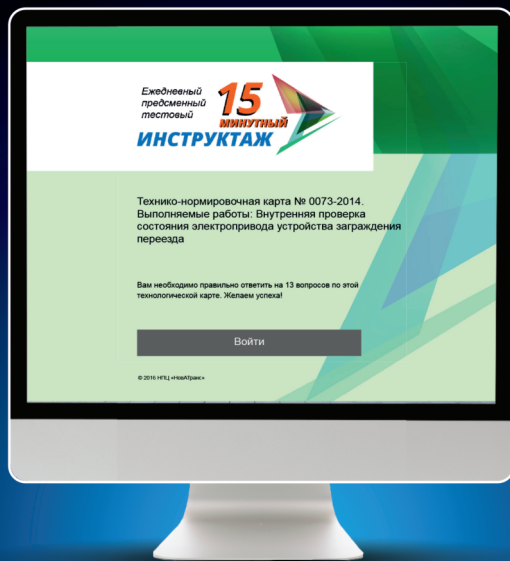 Ежедневный
предсменный
тестовый
15
МИНУТНЫЙ
ИНСТРУКТАЖ
Технико-нормировочная карта № 0073-2014.
Выполняемые работы: Внутренняя проверка
состояния электропривода устройства заграждения
переезда
Вам необходимо правильно ответить на 13 вопросов по этой
технологической карте. Желаем успеха!
Войти
© 2016 НПЦ «НовАТранс»